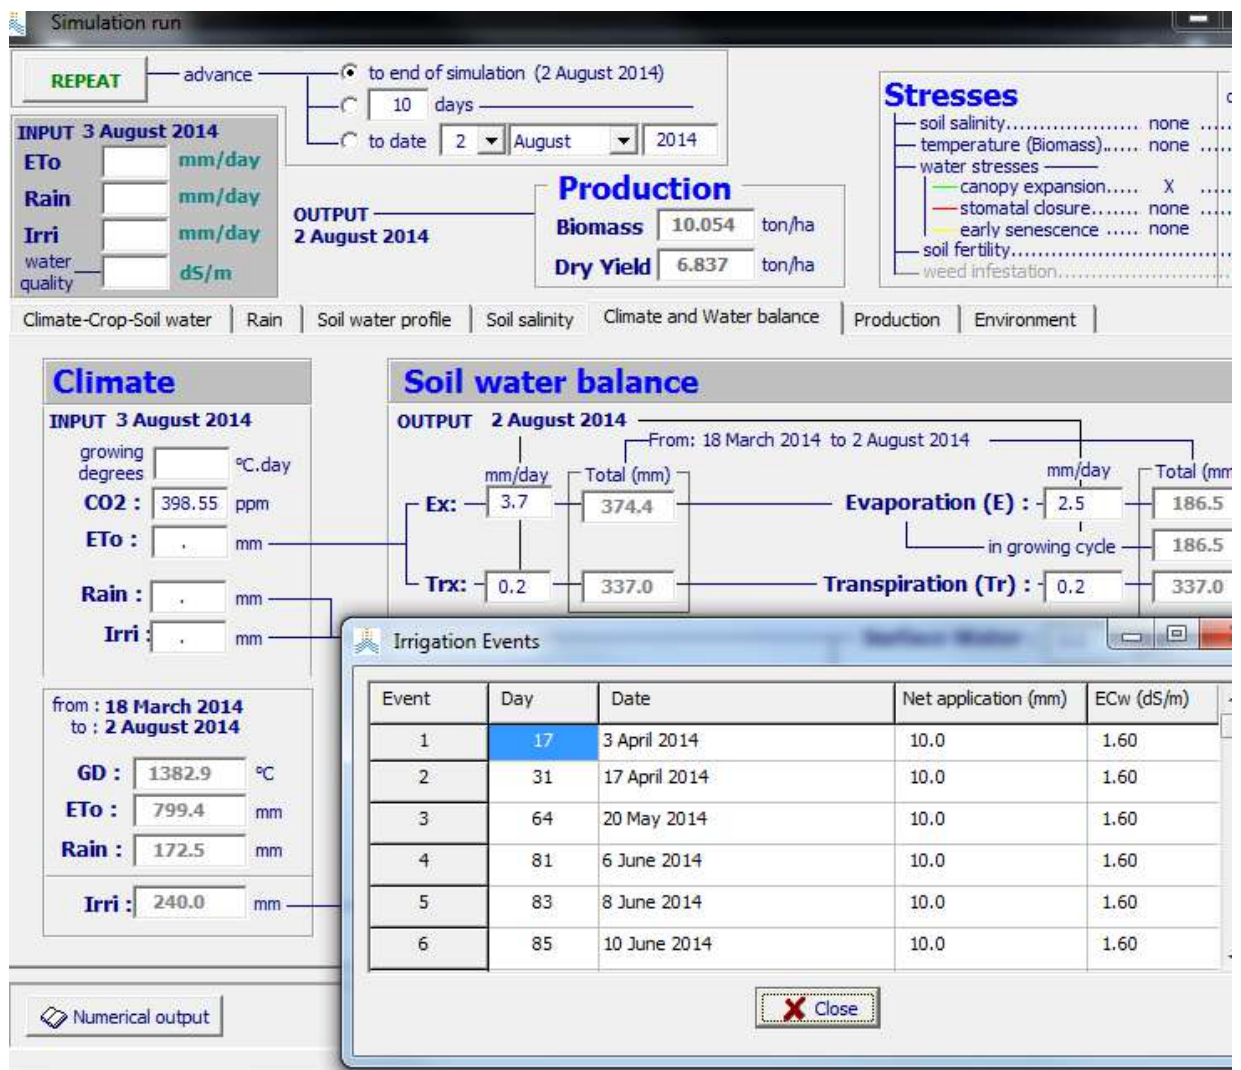 Simulation run
REPEAT advance to end of simulation (2 August 2014)
10 days
to date 2 August 2014
INPUT 3 August 2014
ETo mm/day
Rain mm/day
Irri mm/day
water quality dS/m
OUTPUT
2 August 2014
Production
Biomass 10.054 ton/ha
Dry Yield 6.837 ton/ha
Stresses
soil salinity...................... none .....
temperature (Biomass)...... none .....
water stresses
canopy expansion..... X .....
stomatal closure....... none .....
early senescence ..... none
soil fertility..........................................
weed infestation.....................................
Climate-Crop-Soil water Rain Soil water profile Soil salinity Climate and Water balance Production Environment
Climate
INPUT 3 August 2014
growing degrees °C.day
CO2 : 398.55 ppm
ETo : . mm
Rain : . mm
Irri : . mm
from : 18 March 2014
to : 2 August 2014
GD : 1382.9 °C
ETo : 799.4 mm
Rain : 172.5 mm
Irri : 240.0 mm
Soil water balance
OUTPUT 2 August 2014
From: 18 March 2014 to 2 August 2014
mm/day Total (mm) mm/day Total (mm
Ex: 3.7 374.4 Evaporation (E) : 2.5 186.5
in growing cycle 186.5
Trx: 0.2 337.0 Transpiration (Tr) : 0.2 337.0
Irrigation Events
Event Day Date Net application (mm) ECw (dS/m)
1 17 3 April 2014 10.0 1.60
2 31 17 April 2014 10.0 1.60
3 64 20 May 2014 10.0 1.60
4 81 6 June 2014 10.0 1.60
5 83 8 June 2014 10.0 1.60
6 85 10 June 2014 10.0 1.60
Close
Numerical output